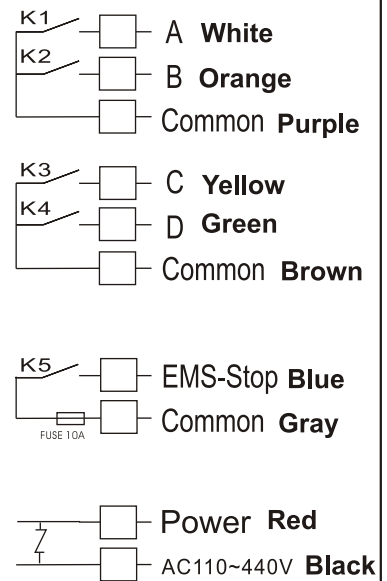 K1
A White
K2
B Orange
Common Purple
K3
C Yellow
K4
D Green
Common Brown
K5
EMS-Stop Blue
Common Gray
FUSE 10A
Power Red
AC110~440V Black